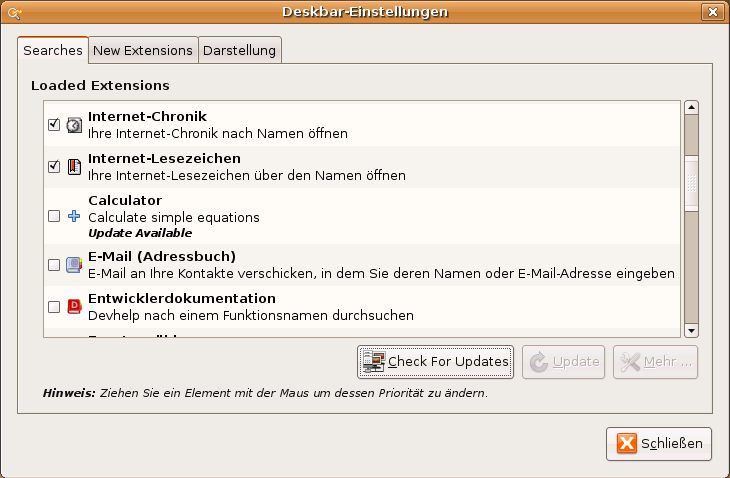 Deskbar-Einstellungen
Searches New Extensions Darstellung
Loaded Extensions
Internet-Chronik
Ihre Internet-Chronik nach Namen öffnen
Internet-Lesezeichen
Ihre Internet-Lesezeichen über den Namen öffnen
Calculator
Calculate simple equations
Update Available
E-Mail (Adressbuch)
E-Mail an Ihre Kontakte verschicken, in dem Sie deren Namen oder E-Mail-Adresse eingeben
Entwicklerdokumentation
Devhelp nach einem Funktionsnamen durchsuchen
Check For Updates Update Mehr ...
Hinweis: Ziehen Sie ein Element mit der Maus um dessen Priorität zu ändern.
Schließen